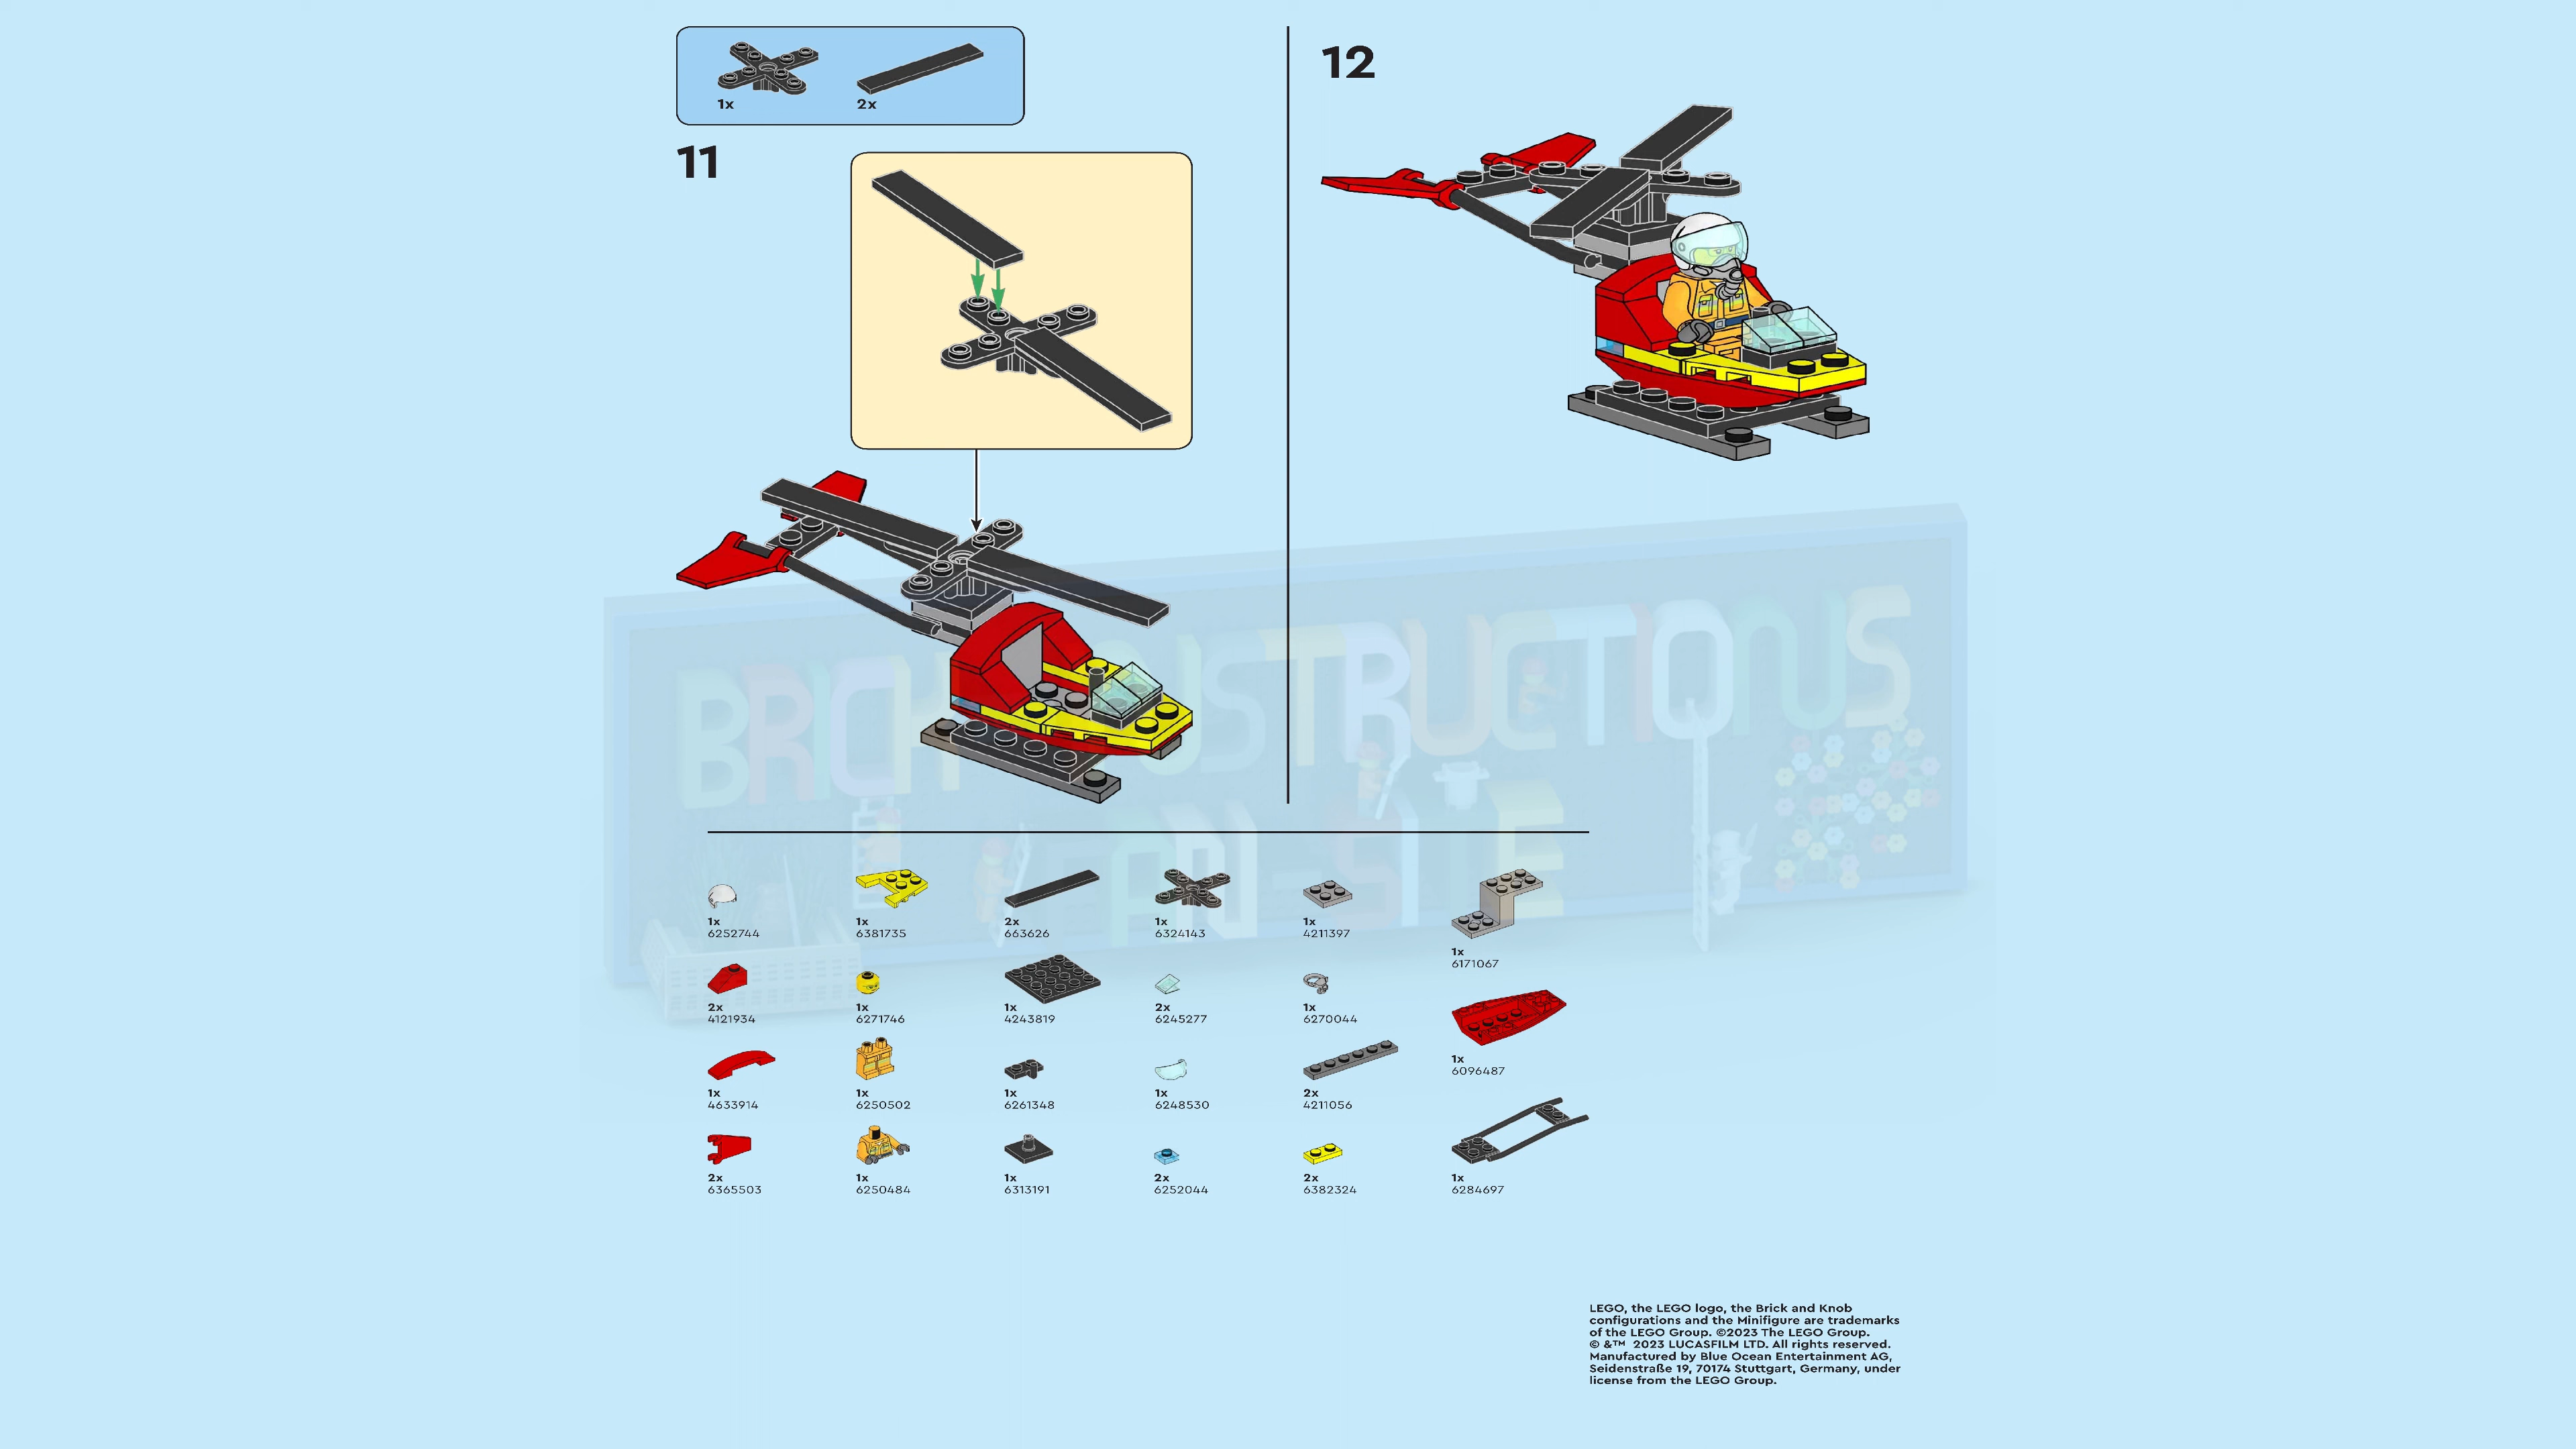 1x 2x
11
12
BRICK INSTRUCTIONS
FAN-SITE
1x
6252744
1x
6381735
2x
663626
1x
6324143
1x
4211397
1x
6171067
2x
4121934
1x
6271746
1x
4243819
2x
6245277
1x
6270044
1x
6096487
1x
4633914
1x
6250502
1x
6261348
1x
6248530
2x
4211056
2x
6365503
1x
6250484
1x
6313191
2x
6252044
2x
6382324
1x
6284697
LEGO, the LEGO logo, the Brick and Knob
configurations and the Minifigure are trademarks
of the LEGO Group. ©2023 The LEGO Group.
© &™ 2023 LUCASFILM LTD. All rights reserved.
Manufactured by Blue Ocean Entertainment AG,
Seidenstraße 19, 70174 Stuttgart, Germany, under
license from the LEGO Group.